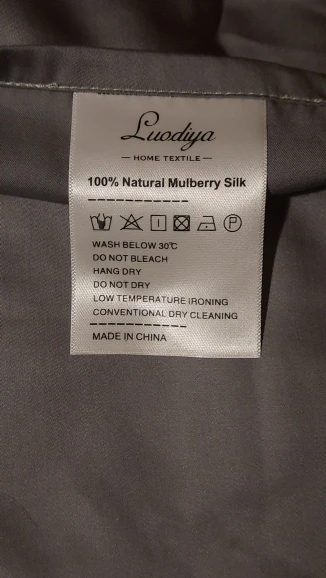 Luodiya
HOME TEXTILE
100% Natural Mulberry Silk
P
WASH BELOW 30℃
DO NOT BLEACH
HANG DRY
DO NOT DRY
LOW TEMPERATURE IRONING
CONVENTIONAL DRY CLEANING
MADE IN CHINA